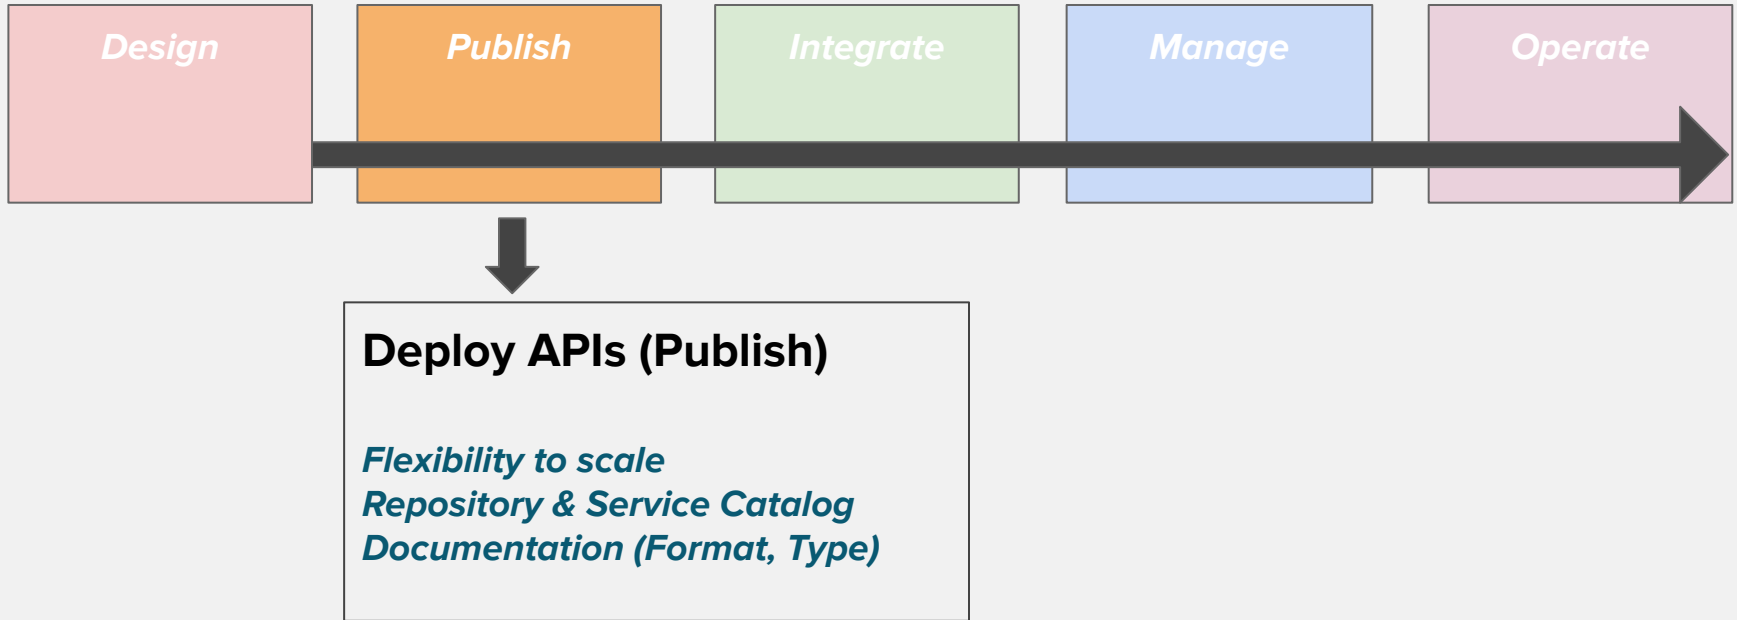 Design
Publish
Integrate
Manage
Operate
Deploy APIs (Publish)
Flexibility to scale
Repository & Service Catalog
Documentation (Format, Type)